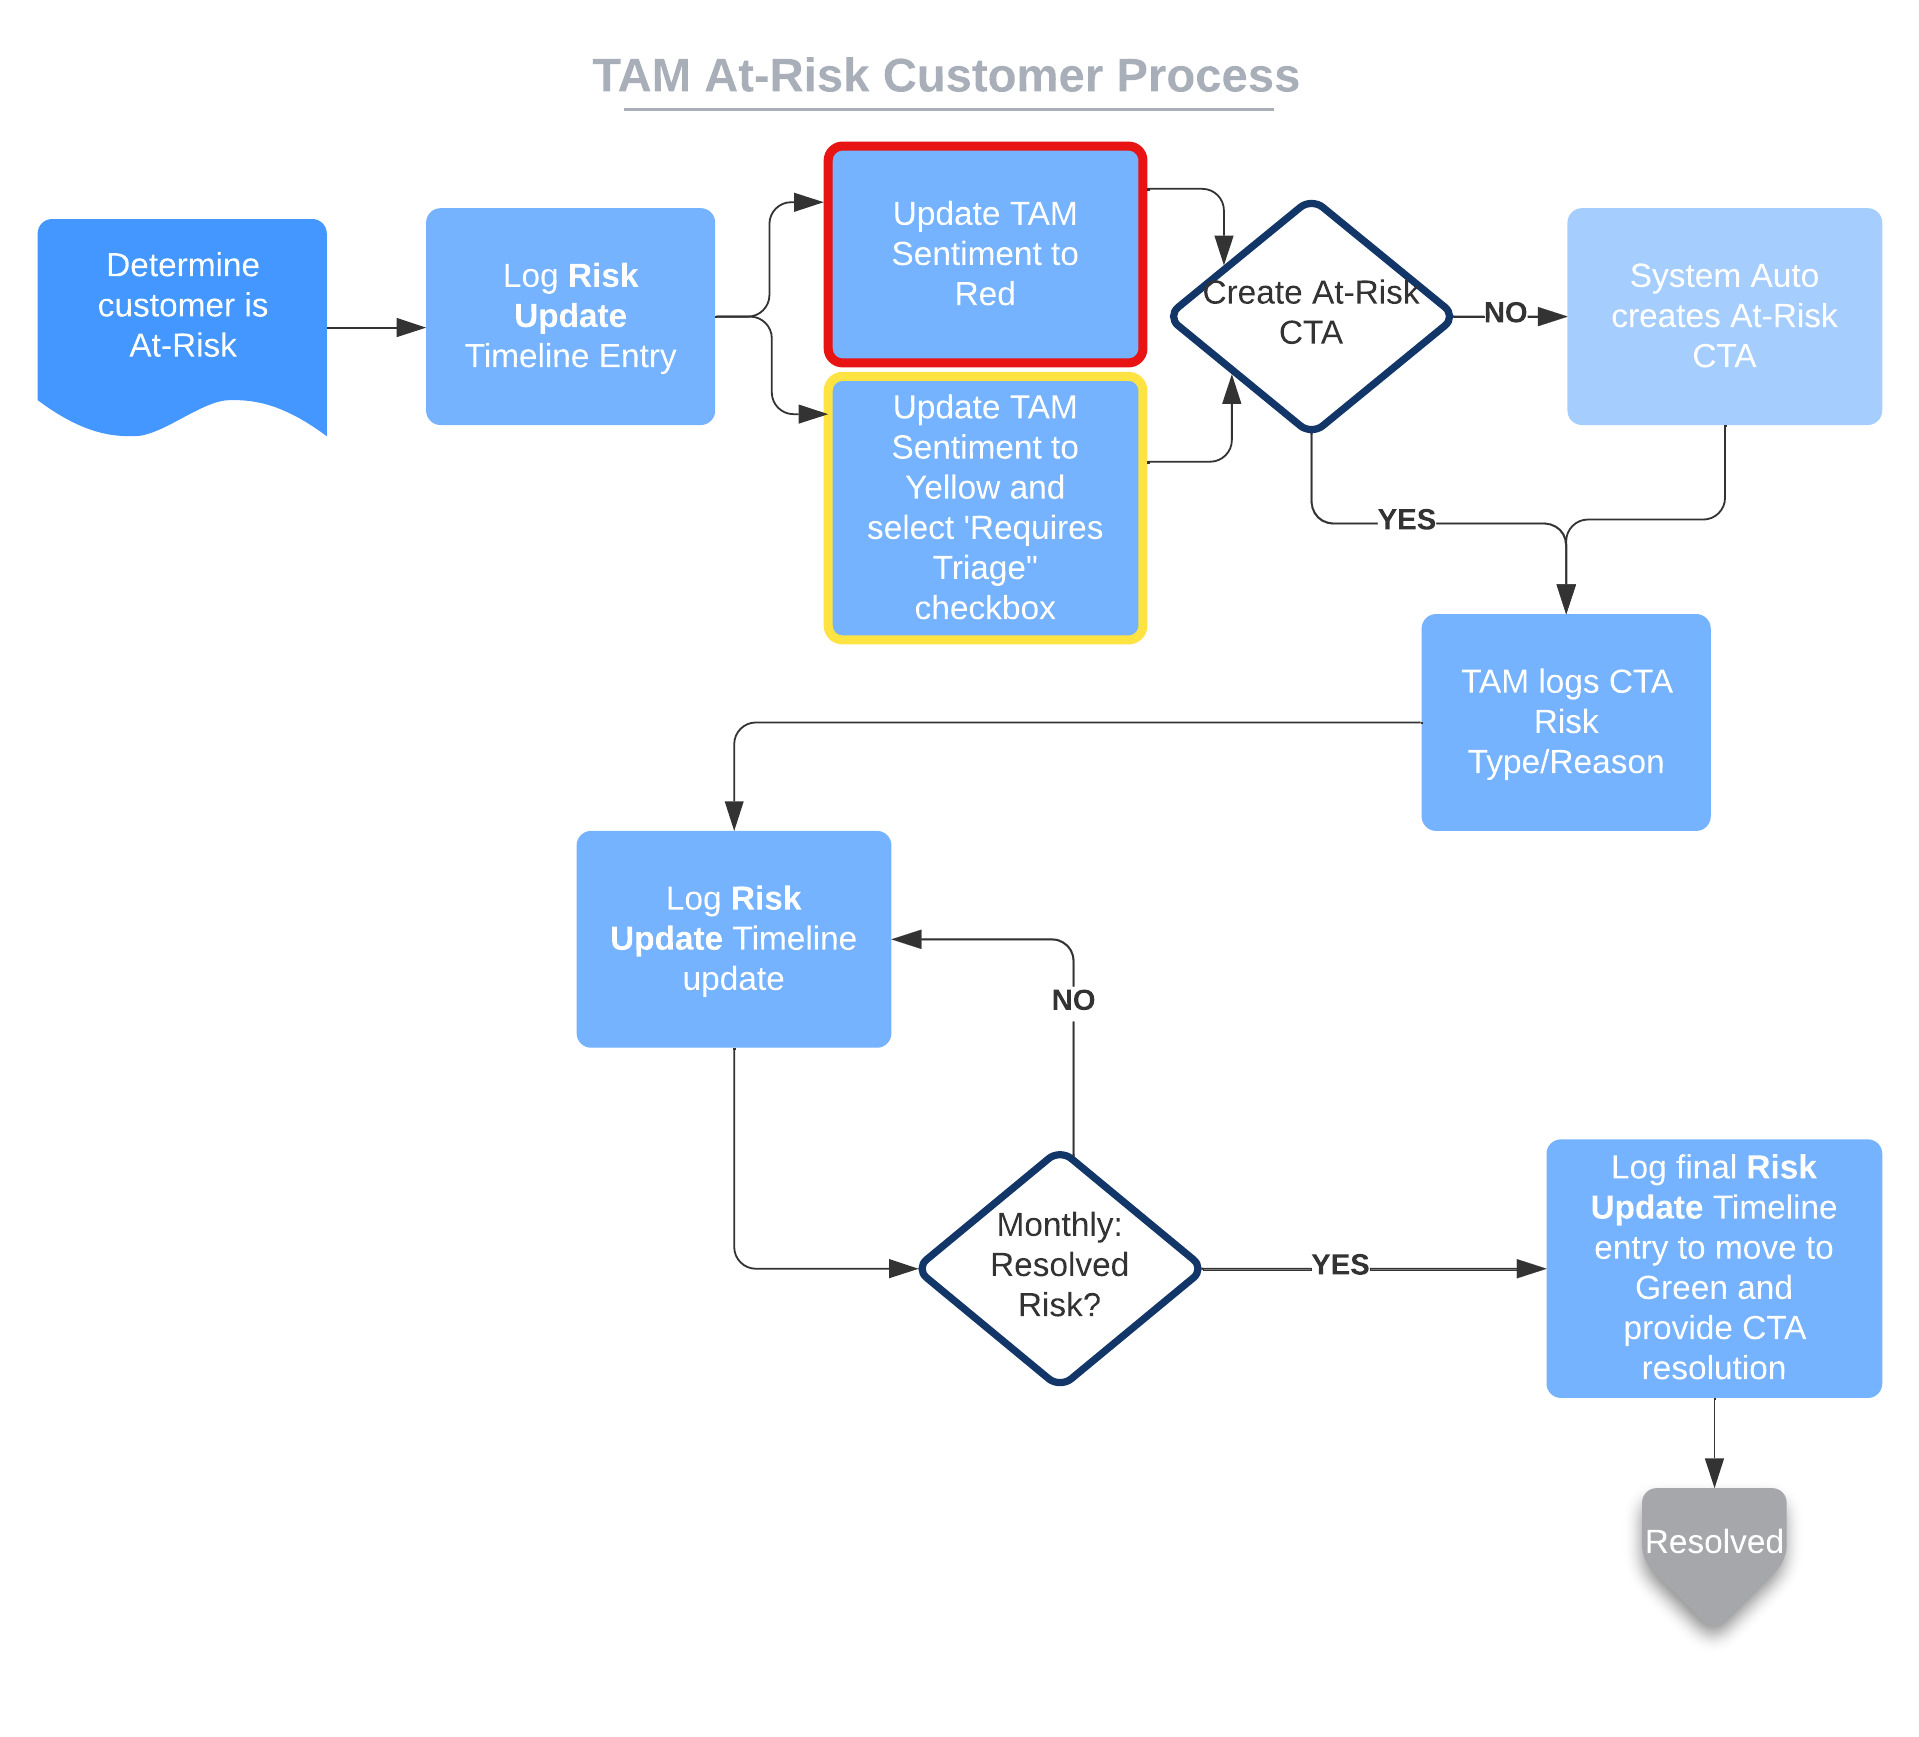 TAM At-Risk Customer Process
Determine
customer is
At-Risk
Log Risk
Update
Timeline Entry
Update TAM
Sentiment to
Red
Update TAM
Sentiment to
Yellow and
select 'Requires
Triage"
checkbox
Create At-Risk
CTA
NO
System Auto
creates At-Risk
CTA
YES
TAM logs CTA
Risk
Type/Reason
Log Risk
Update Timeline
update
NO
Monthly:
Resolved
Risk?
YES
Log final Risk
Update Timeline
entry to move to
Green and
provide CTA
resolution
Resolved